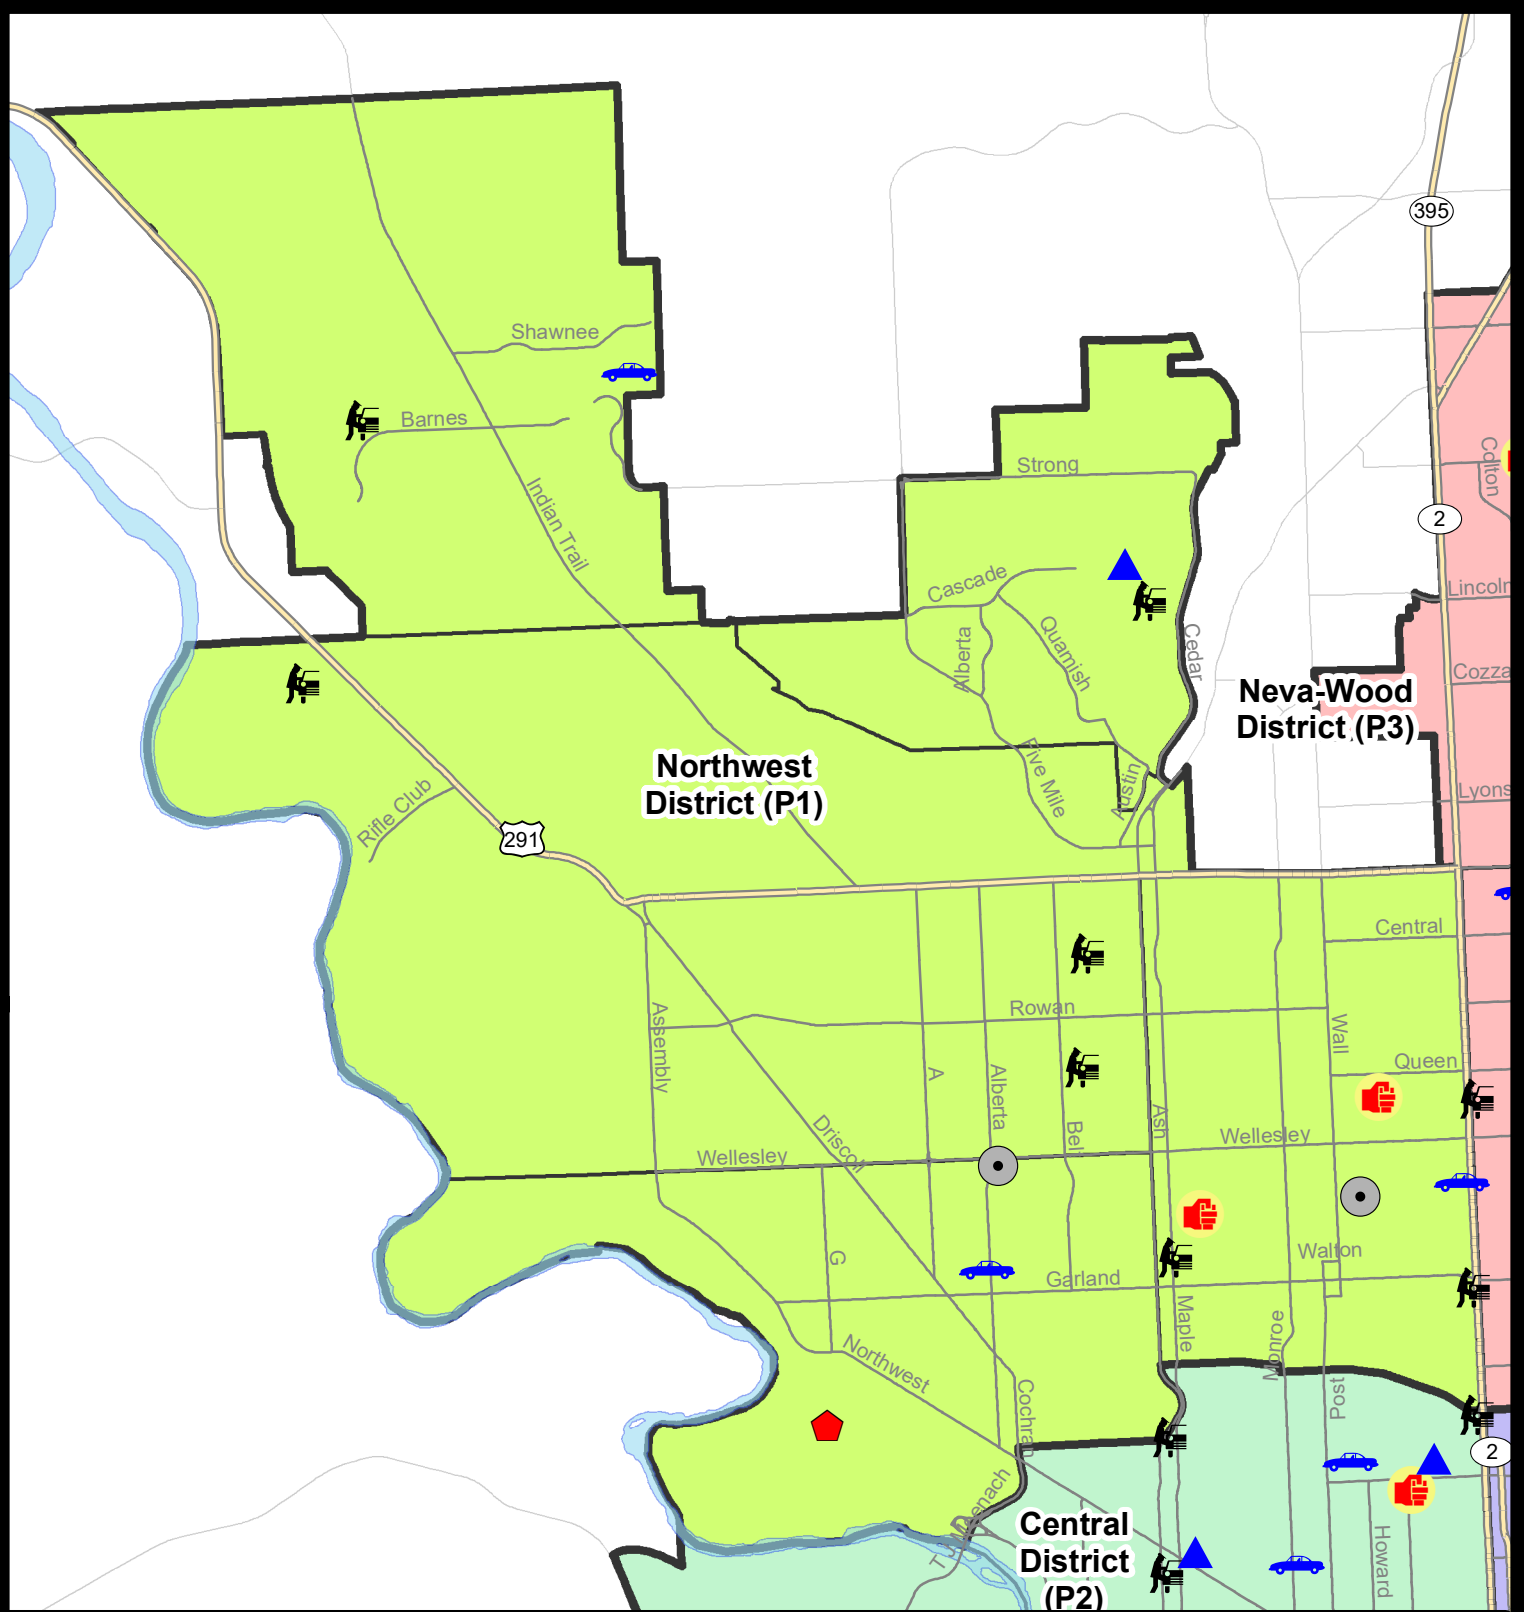 395
Shawnee
Barnes
Colton
Strong
2
Indian Trail
Cascade
Lincoln
Alberta
Quamish
Cedar
Cozza
Neva-Wood
District (P3)
Northwest
District (P1)
Five Mile
Austin
Lyons
Rifle Club
291
Central
Rowan
Assembly
Wall
A
Alberta
Queen
Driscoll
Bel
Ash
Wellesley
Wellesley
G
Walton
Garland
Maple
Monroe
Northwest
Cochran
Post
2
Central
District
(P2)
Howard